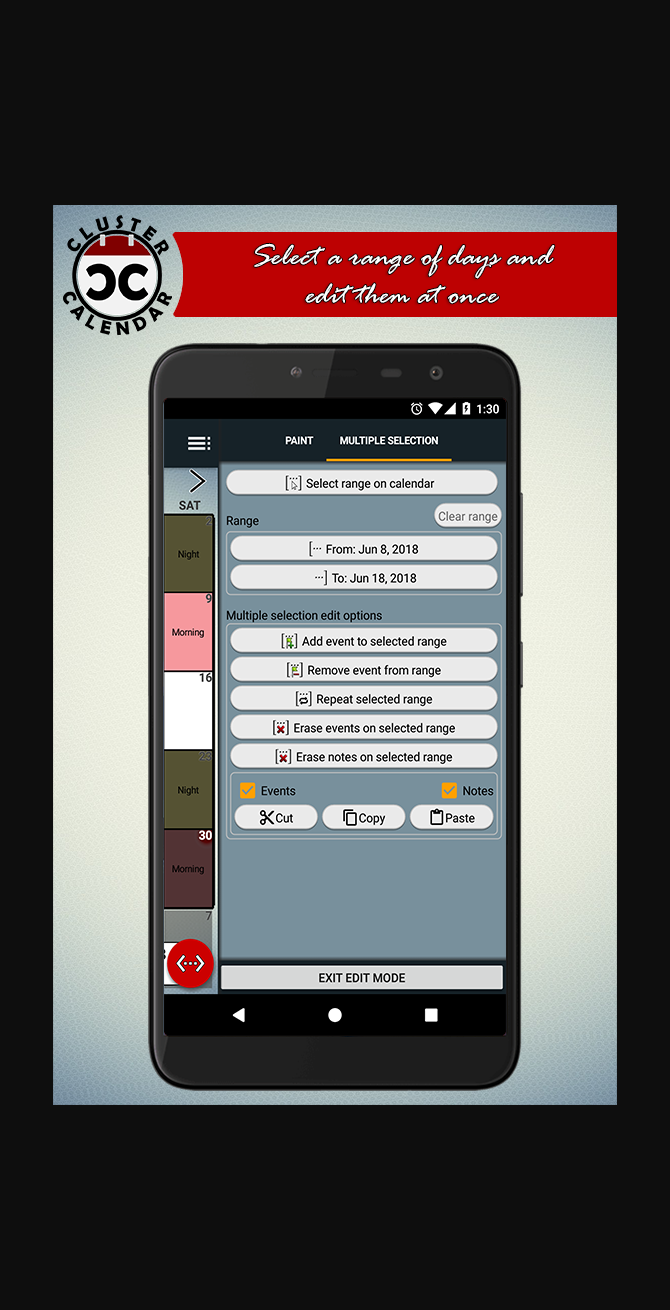 CLUSTER
CALENDAR
Select a range of days and
edit them at once
1:30
PAINT
MULTIPLE SELECTION
Select range on calendar
SAT
Clear range
Range
From: Jun 8, 2018
To: Jun 18, 2018
Night
9
Morning
16
Night
30
Morning
7
Multiple selection edit options
Add event to selected range
Remove event from range
Repeat selected range
Erase events on selected range
Erase notes on selected range
Events
Notes
Cut
Copy
Paste
EXIT EDIT MODE